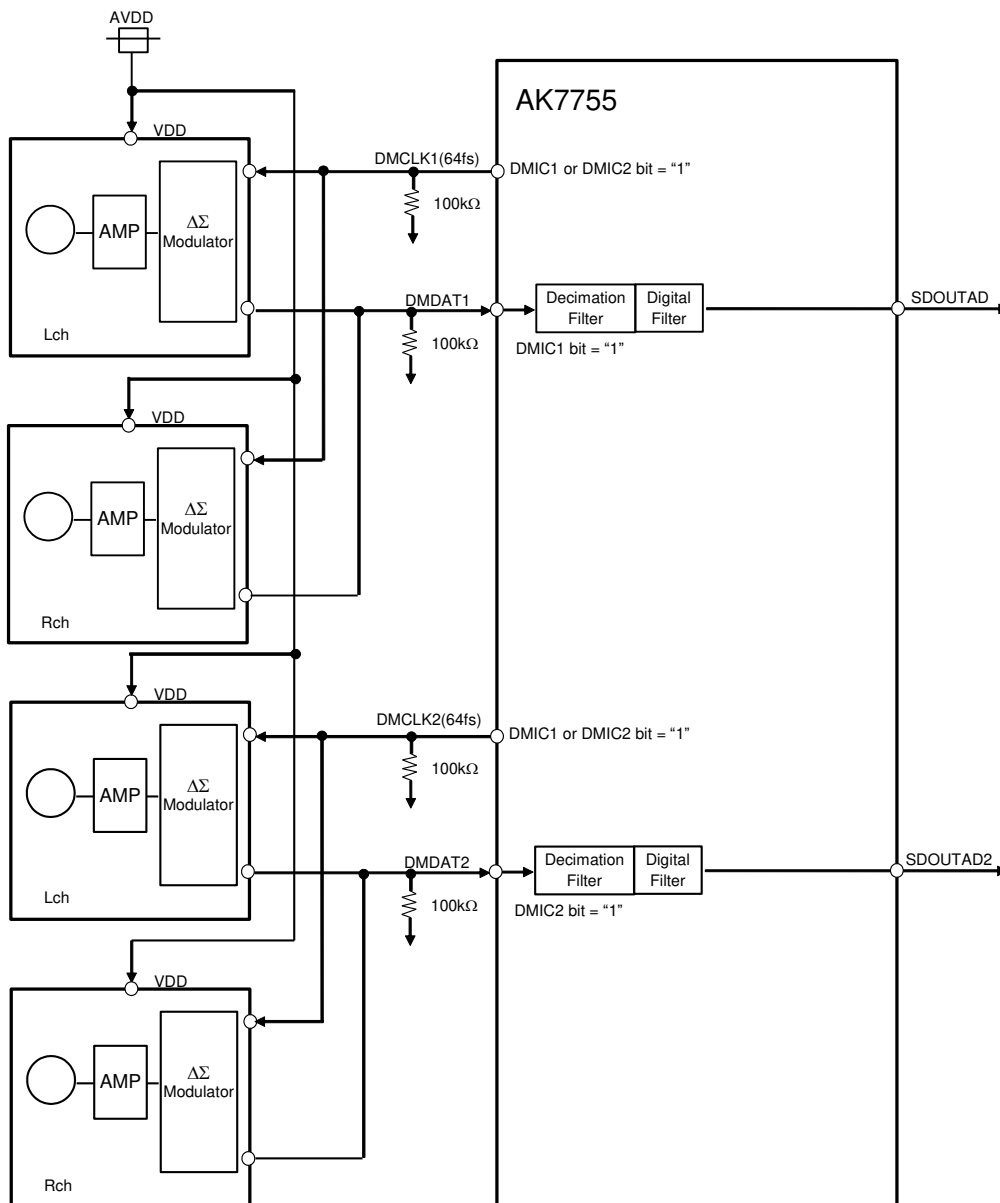 AVDD
AK7755
VDD
DMCLK1(64fs)
DMIC1 or DMIC2 bit = “1”
100kΩ
AMP
ΔΣ
Modulator
Lch
DMDAT1
Decimation
Filter
Digital
Filter
SDOUTAD
100kΩ
DMIC1 bit = “1”
VDD
AMP
ΔΣ
Modulator
Rch
VDD
DMCLK2(64fs)
DMIC1 or DMIC2 bit = “1”
100kΩ
AMP
ΔΣ
Modulator
Lch
DMDAT2
Decimation
Filter
Digital
Filter
SDOUTAD2
100kΩ
DMIC2 bit = “1”
VDD
AMP
ΔΣ
Modulator
Rch